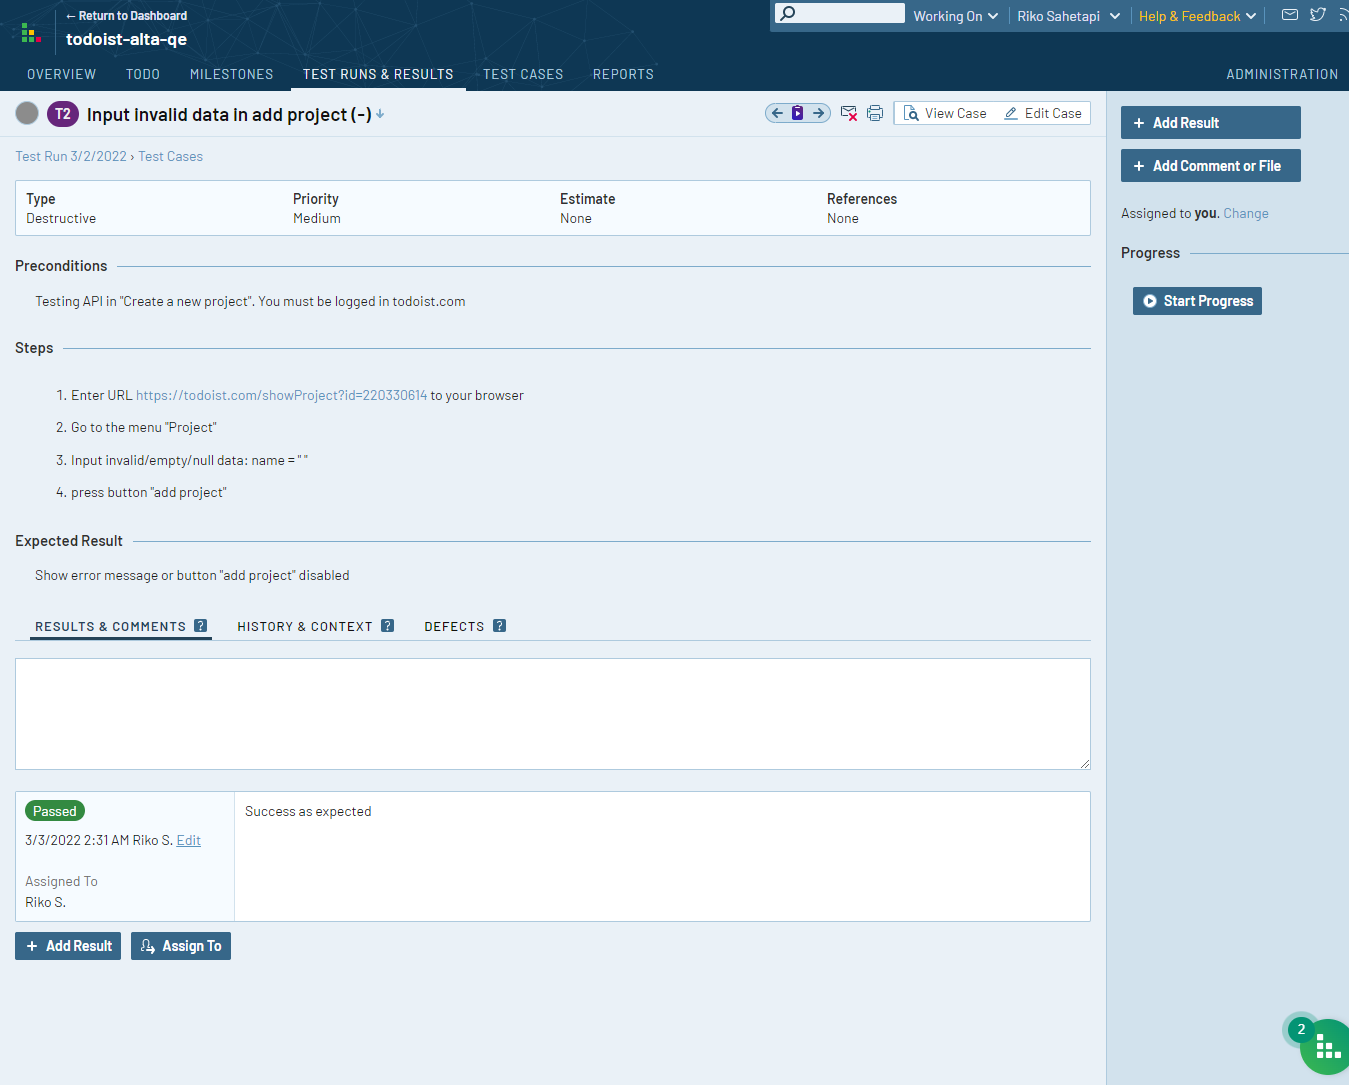 ← Return to Dashboard
todoist-alta-qe
Working On
Riko Sahetapi
Help & Feedback
OVERVIEW TODO MILESTONES TEST RUNS & RESULTS TEST CASES REPORTS ADMINISTRATION
T2 Input invalid data in add project (-)
View Case
Edit Case
Test Run 3/2/2022 › Test Cases
Type Priority Estimate References
Destructive Medium None None
Preconditions
Testing API in "Create a new project". You must be logged in todoist.com
Steps
1. Enter URL https://todoist.com/showProject?id=220330614 to your browser
2. Go to the menu "Project"
3. Input invalid/empty/null data: name = " "
4. press button "add project"
Expected Result
Show error message or button "add project" disabled
RESULTS & COMMENTS ? HISTORY & CONTEXT ? DEFECTS ?
Passed
3/3/2022 2:31 AM Riko S. Edit
Assigned To
Riko S.
Success as expected
+ Add Result
Assign To
+ Add Result
+ Add Comment or File
Assigned to you. Change
Progress
Start Progress
2